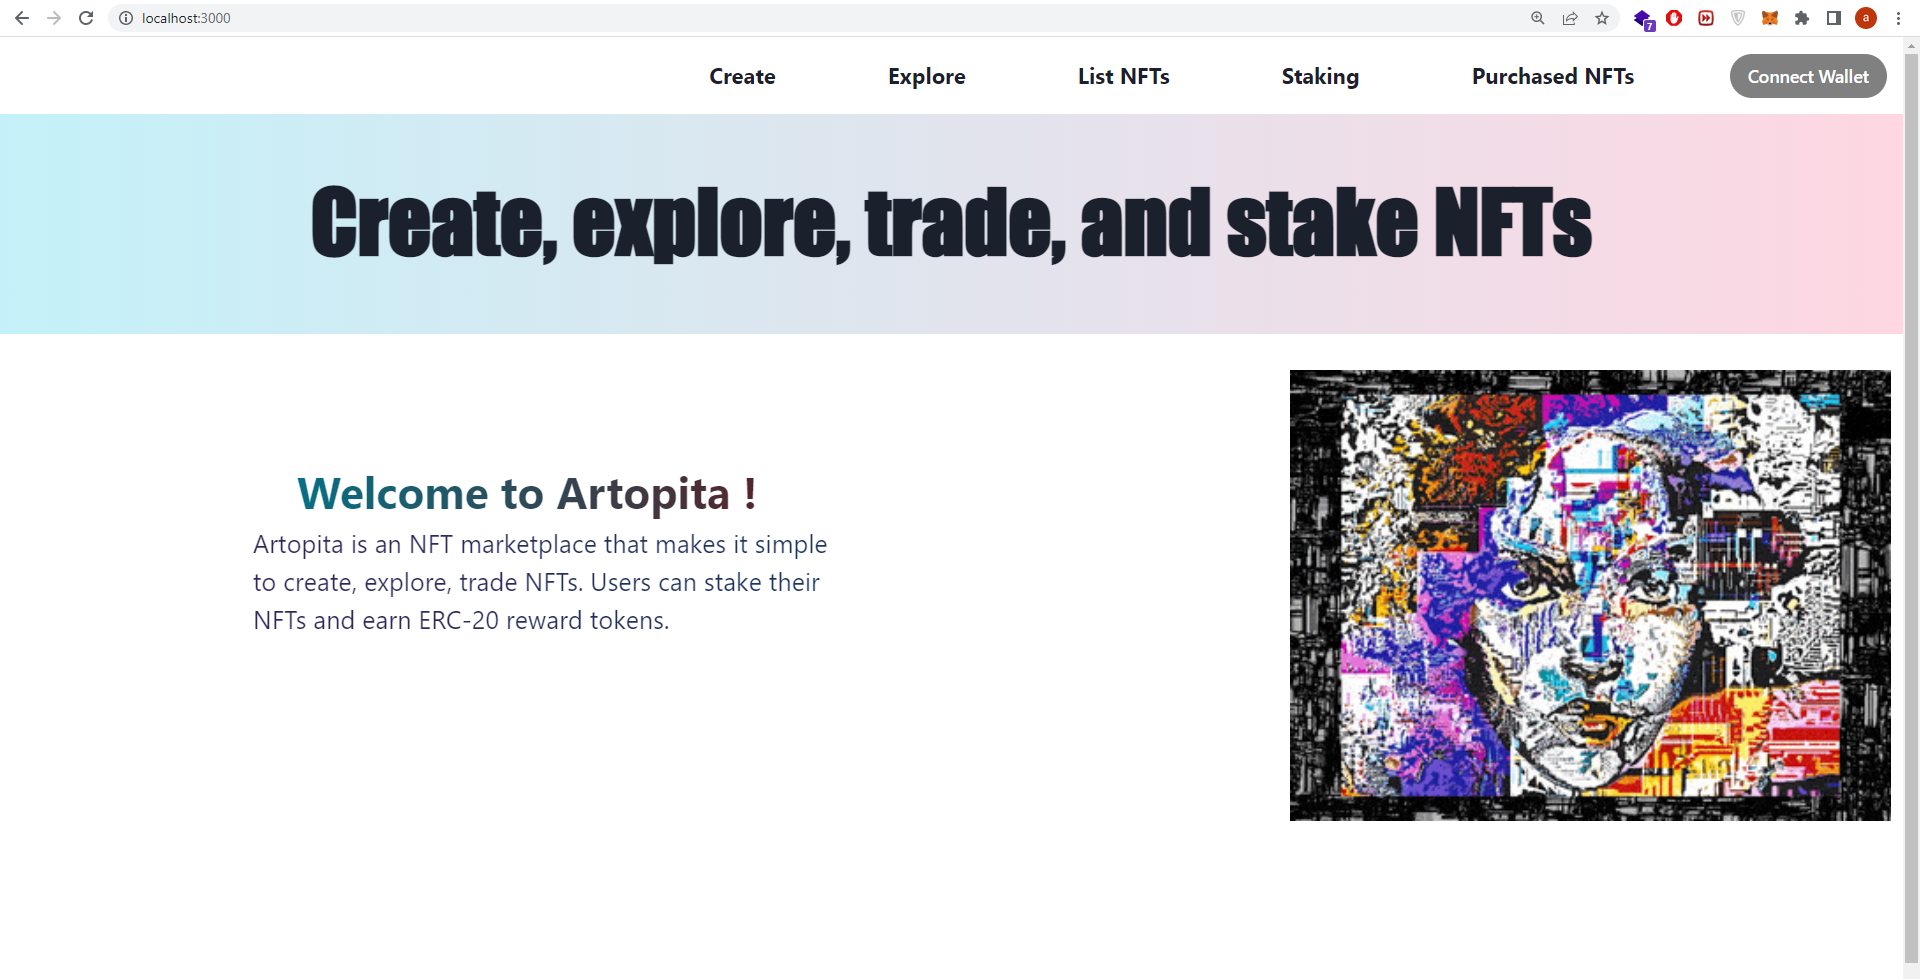 localhost:3000
7
a
Create Explore List NFTs Staking Purchased NFTs Connect Wallet
Create, explore, trade, and stake NFTs
Welcome to Artopita !
Artopita is an NFT marketplace that makes it simple
to create, explore, trade NFTs. Users can stake their
NFTs and earn ERC-20 reward tokens.